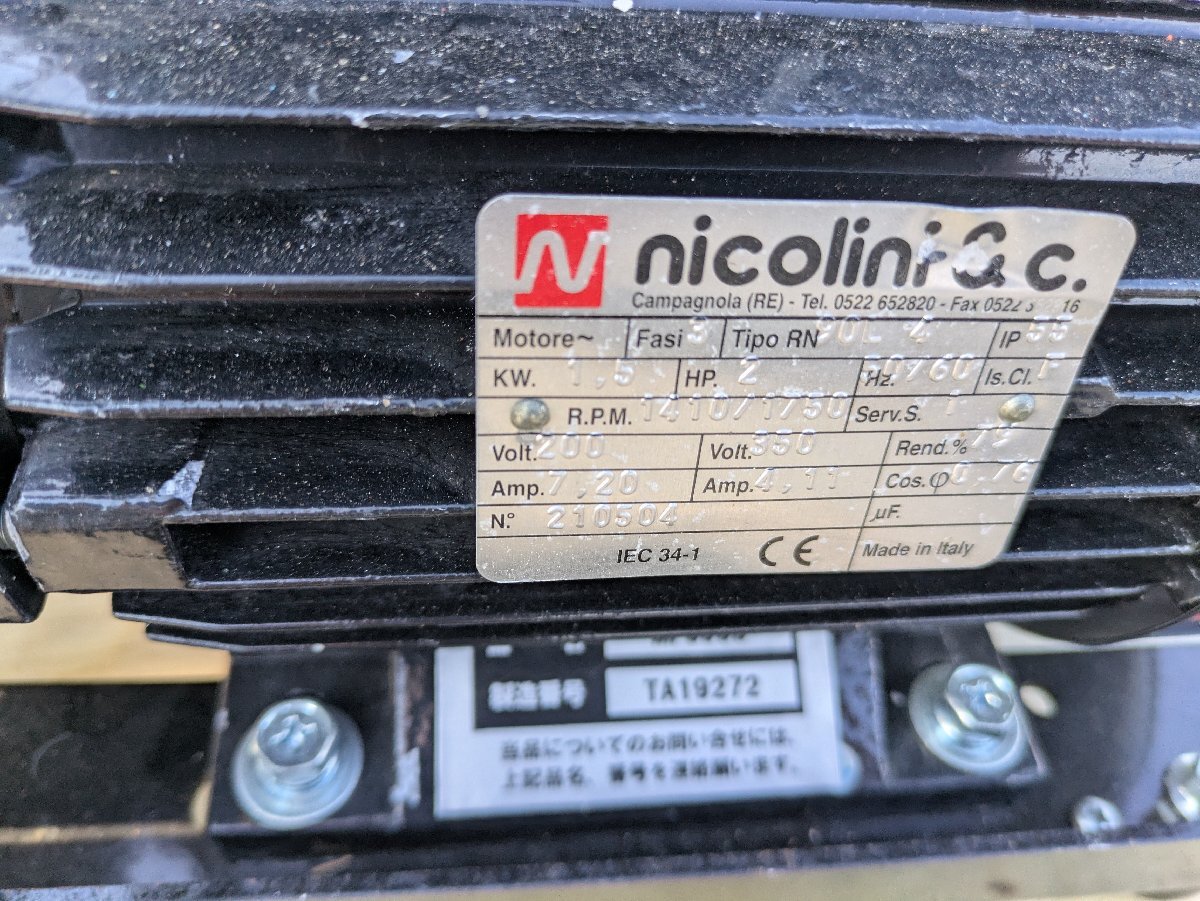 nicolini & c.
Campagnola (RE) - Tel. 0522 652820 - Fax 0522 16
Motore~ Fasi 3 Tipo RN 90L 4 IP 55
KW. 1,5 HP. 2 Hz. 50/60 Is.Cl. F
R.P.M. 1410/1750 Serv.S. 1
Volt. 200 Volt. 350 Rend.% 79
Amp. 7,20 Amp. 4,11 Cos.φ 0,76
N.° 210504 µF.
IEC 34-1 CE Made in Italy
製造番号 TA19272
当品についてのお問い合せには、
上記品名、番号を連絡願います。